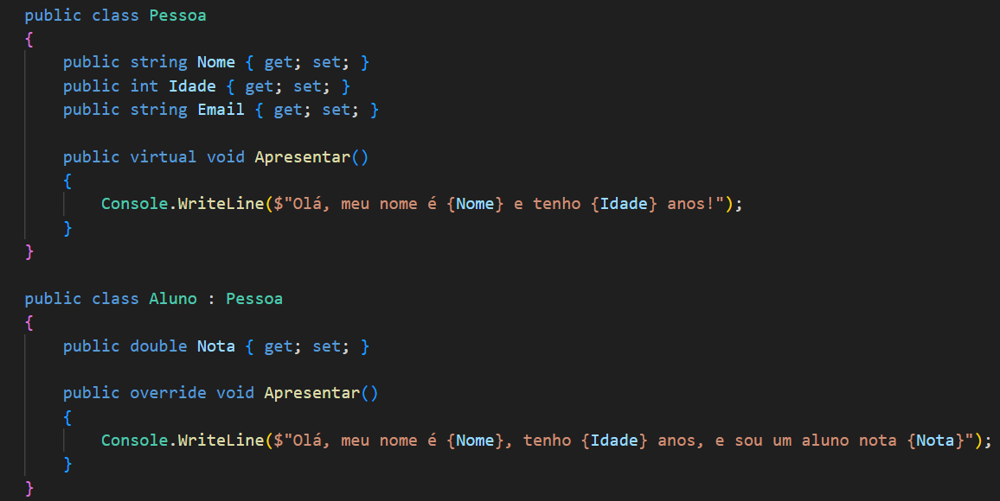 public class Pessoa
{
    public string Nome { get; set; }
    public int Idade { get; set; }
    public string Email { get; set; }

    public virtual void Apresentar()
    {
        Console.WriteLine($"Olá, meu nome é {Nome} e tenho {Idade} anos!");
    }
}

public class Aluno : Pessoa
{
    public double Nota { get; set; }

    public override void Apresentar()
    {
        Console.WriteLine($"Olá, meu nome é {Nome}, tenho {Idade} anos, e sou um aluno nota {Nota}");
    }
}